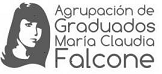 Agrupación de
Graduados
María Claudia
Falcone